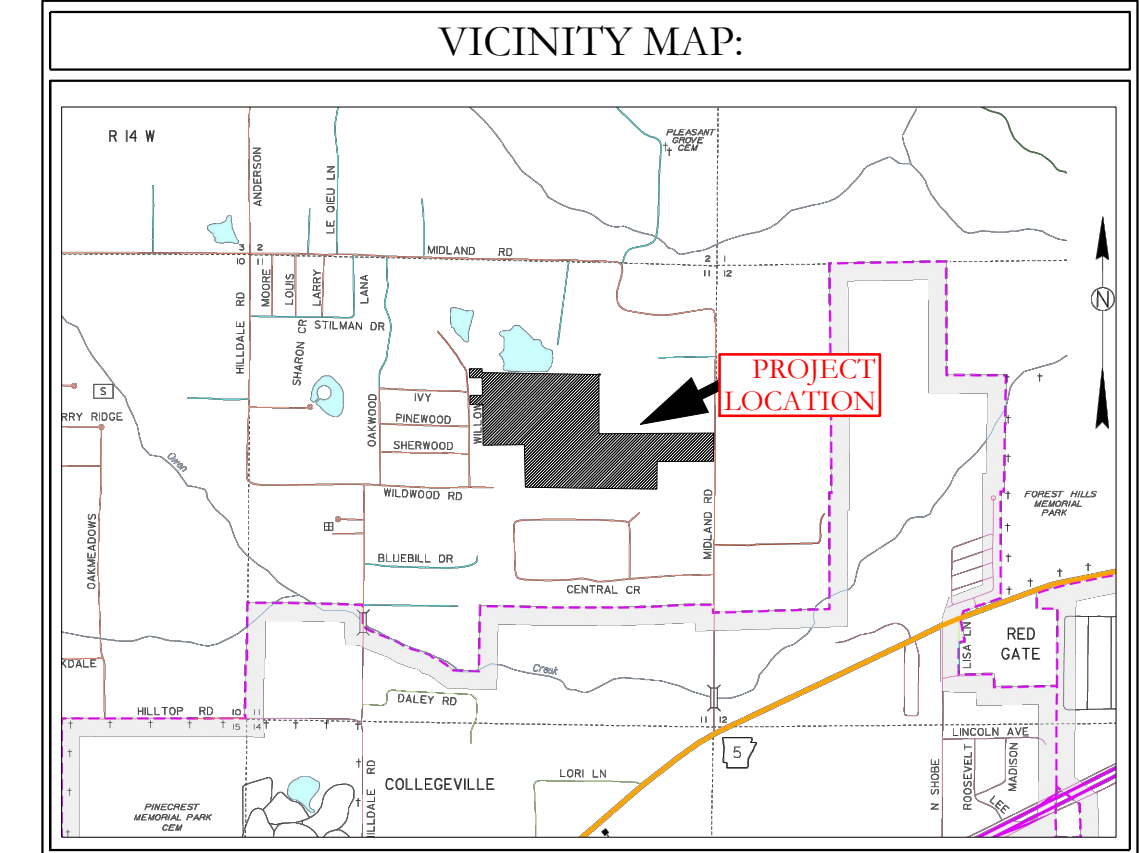 VICINITY MAP:
R 14 W
PLEASANT
GROVE
CEM
ANDERSON
LE QIEU LN
MIDLAND RD
3 2
10 11
2 1
11 12
MOORE
LOUIS
LARRY
LANA
STILMAN DR
HILLDALE RD
SHARON CR
N
PROJECT
LOCATION
S
RRY RIDGE
OAKWOOD
IVY
PINEWOOD
SHERWOOD
WILLOW
WILDWOOD RD
Owen
OAKMEADOWS
MIDLAND RD
FOREST HILLS
MEMORIAL
PARK
BLUEBILL DR
CENTRAL CR
LISA LN
RED
GATE
KDALE
Creek
DALEY RD
HILLTOP RD
10 11
15 14
11 12
5
LINCOLN AVE
LORI LN
COLLEGEVILLE
ILLDALE RD
N SHOBE
ROOSEVELT
MADISON
LEE
PINECREST
MEMORIAL PARK
CEM